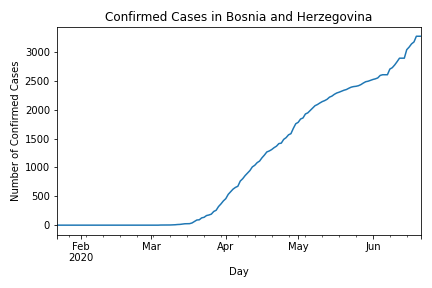 Confirmed Cases in Bosnia and Herzegovina
Number of Confirmed Cases
3000
2500
2000
1500
1000
500
0
Feb Mar Apr May Jun
2020
Day